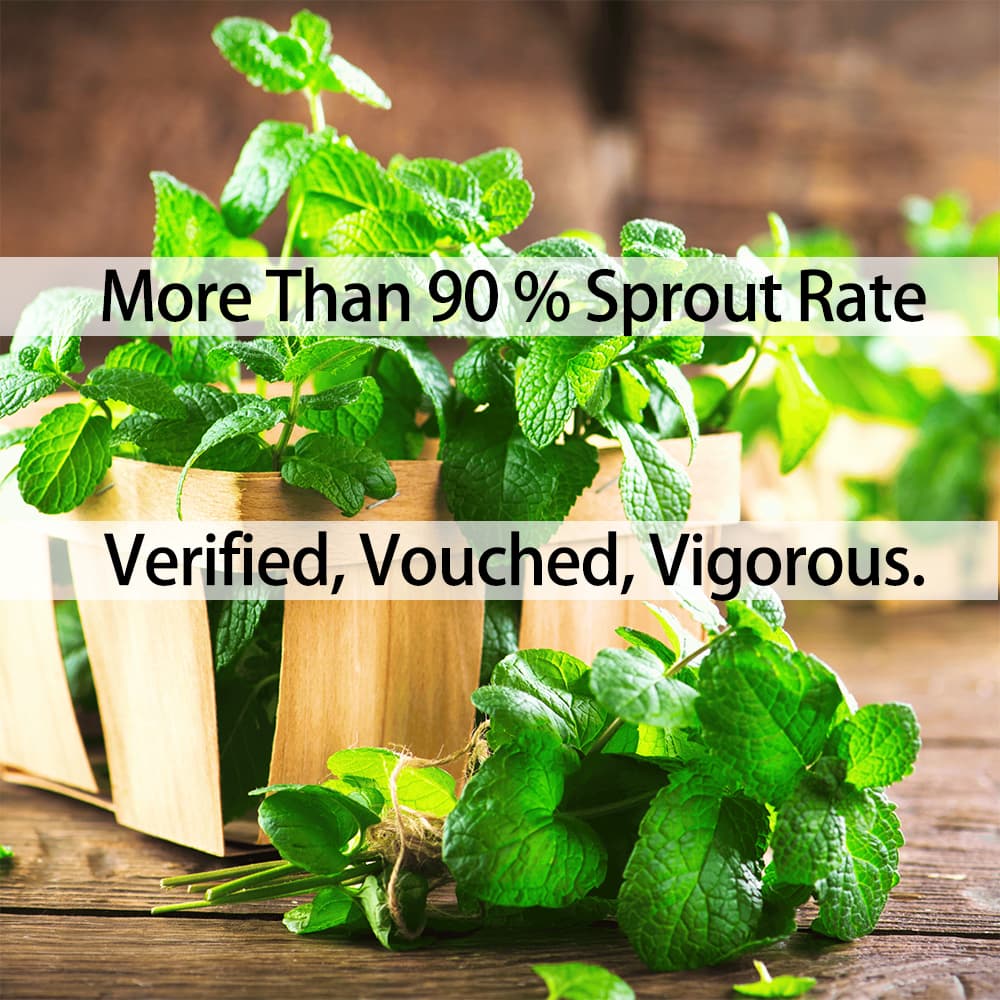 More Than 90 % Sprout Rate
Verified, Vouched, Vigorous.